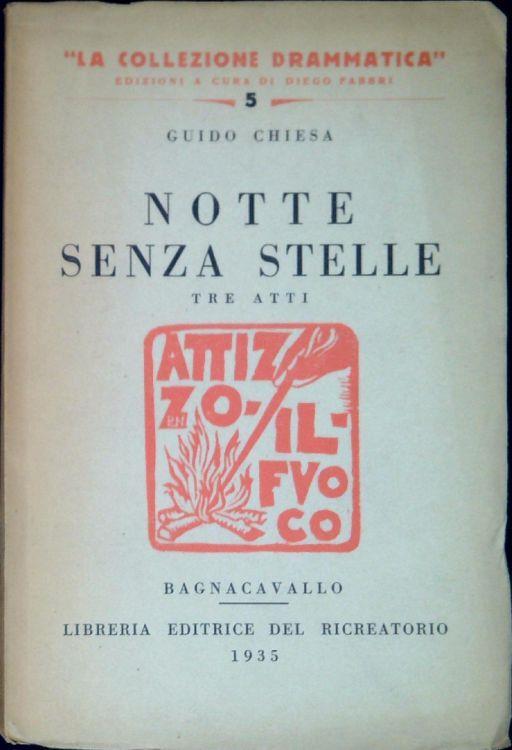 "LA COLLEZIONE DRAMMATICA"
EDIZIONI A CURA DI DIEGO FABBRI
5
GUIDO CHIESA
NOTTE
SENZA STELLE
TRE ATTI
ATTIZ
ZO-IL-
FVO
CO
BAGNACAVALLO
LIBRERIA EDITRICE DEL RICREATORIO
1935